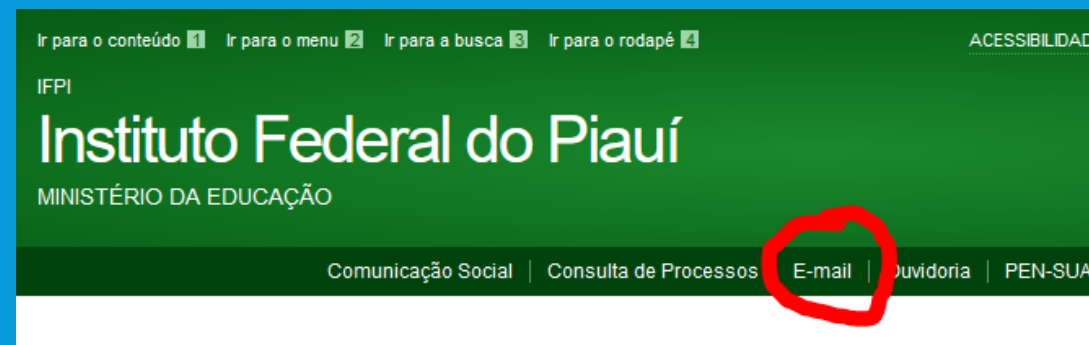 Ir para o conteúdo 1 Ir para o menu 2 Ir para a busca 3 Ir para o rodapé 4 ACESSIBILIDAD
IFPI
Instituto Federal do Piauí
MINISTÉRIO DA EDUCAÇÃO
Comunicação Social | Consulta de Processos E-mail | Ouvidoria | PEN-SUA